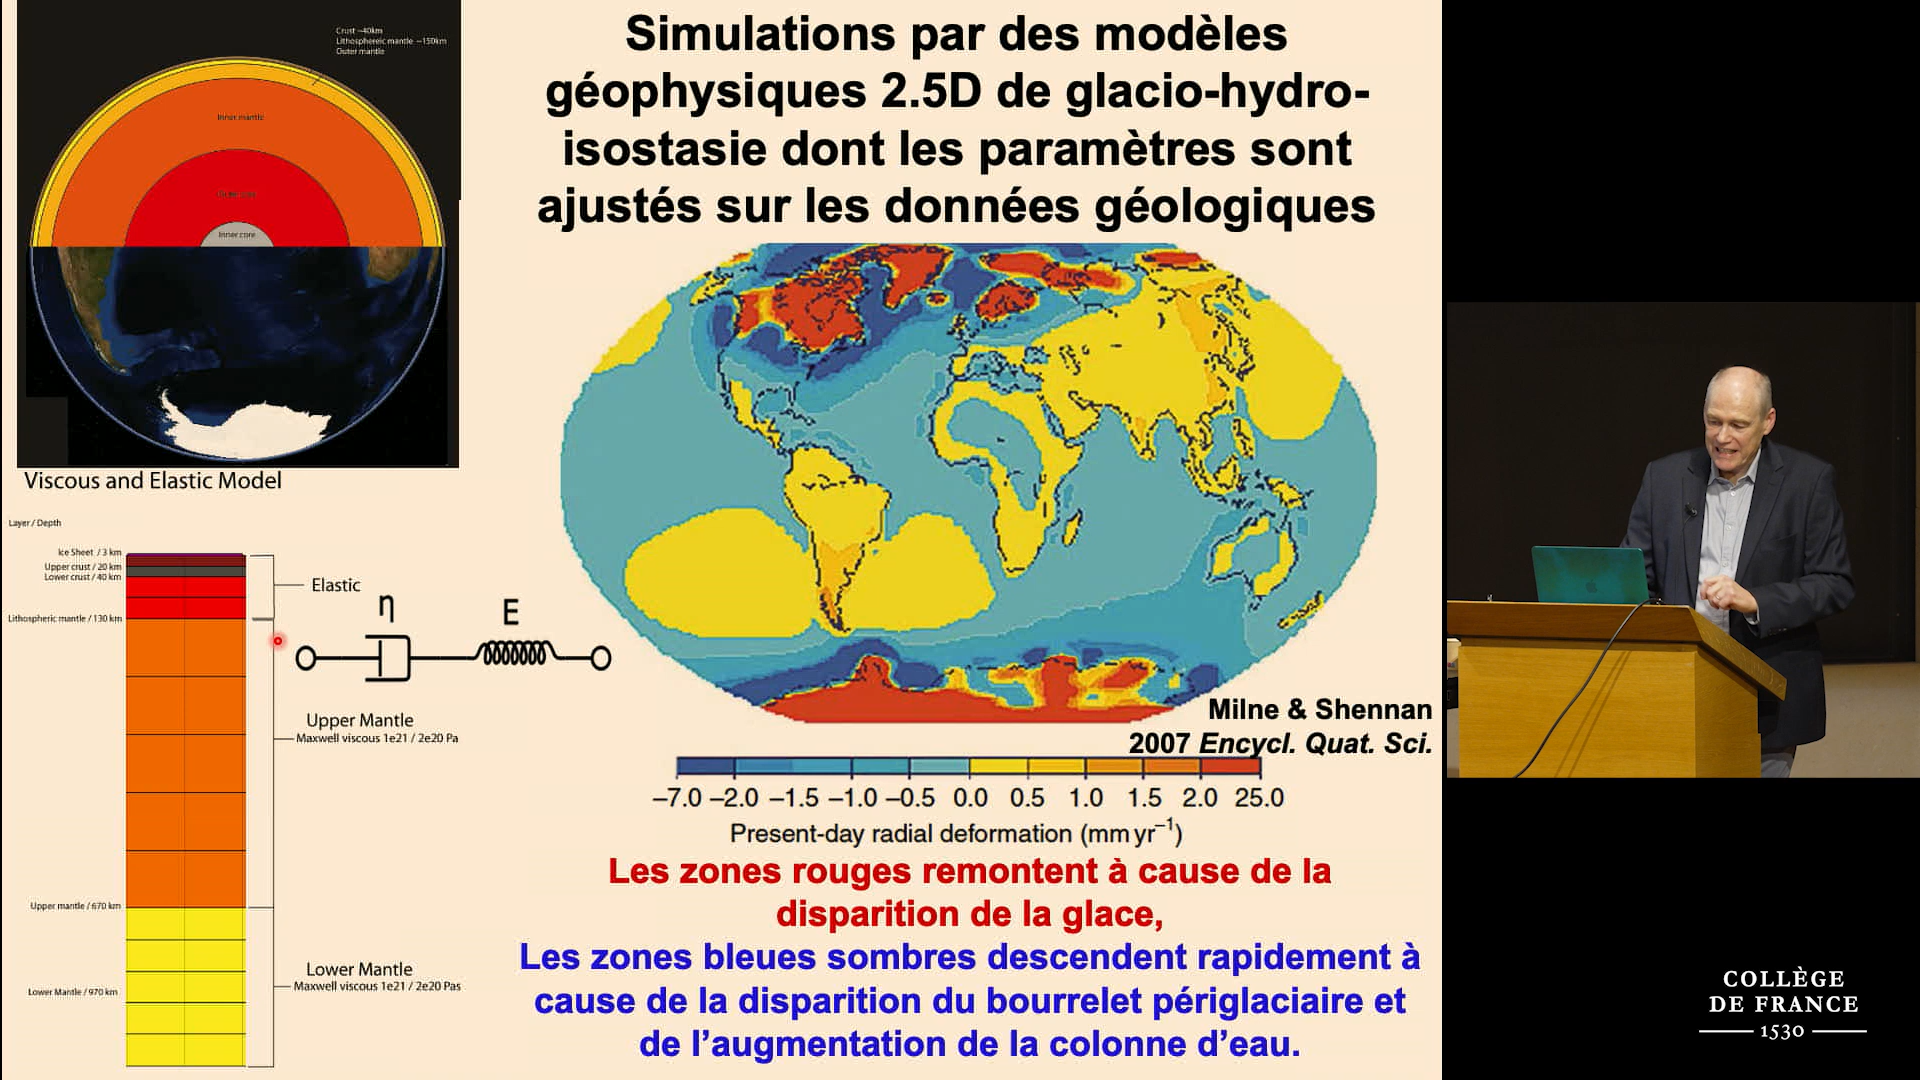 Crust ~40km
Lithosphereic mantle ~150km
Outer mantle
Inner mantle
Outer core
Inner core
Viscous and Elastic Model
Layer / Depth
Ice Sheet / 3 km
Upper crust / 20 km
Lower crust / 40 km
Lithospheric mantle / 130 km
Upper mantle / 670 km
Lower Mantle / 970 km
Elastic
η
E
Upper Mantle
Maxwell viscous 1e21 / 2e20 Pa
Lower Mantle
Maxwell viscous 1e21 / 2e20 Pas
Simulations par des modèles
géophysiques 2.5D de glacio-hydro-
isostasie dont les paramètres sont
ajustés sur les données géologiques
Milne & Shennan
2007 Encycl. Quat. Sci.
–7.0 –2.0 –1.5 –1.0 –0.5 0.0 0.5 1.0 1.5 2.0 25.0
Present-day radial deformation (mm yr⁻¹)
Les zones rouges remontent à cause de la
disparition de la glace,
Les zones bleues sombres descendent rapidement à
cause de la disparition du bourrelet périglaciaire et
de l’augmentation de la colonne d’eau.
COLLÈGE
DE FRANCE
1530